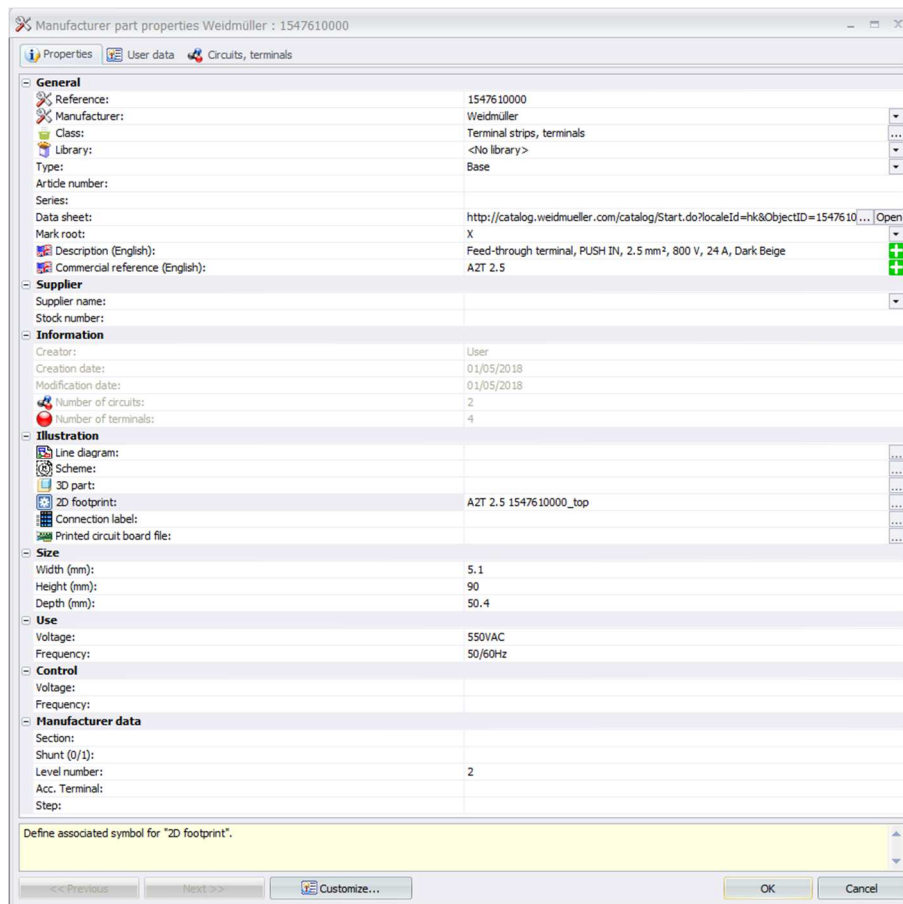 Manufacturer part properties Weidmüller : 1547610000
Properties User data Circuits, terminals
General
Reference: 1547610000
Manufacturer: Weidmüller
Class: Terminal strips, terminals ...
Library: <No library>
Type: Base
Article number:
Series:
Data sheet: http://catalog.weidmueller.com/catalog/Start.do?localeId=hk&ObjectID=1547610 ... Open
Mark root: X
Description (English): Feed-through terminal, PUSH IN, 2.5 mm², 800 V, 24 A, Dark Beige
Commercial reference (English): A2T 2.5
Supplier
Supplier name:
Stock number:
Information
Creator: User
Creation date: 01/05/2018
Modification date: 01/05/2018
Number of circuits: 2
Number of terminals: 4
Illustration
Line diagram: ...
Scheme: ...
3D part: ...
2D footprint: A2T 2.5 1547610000_top ...
Connection label: ...
Printed circuit board file: ...
Size
Width (mm): 5.1
Height (mm): 90
Depth (mm): 50.4
Use
Voltage: 550VAC
Frequency: 50/60Hz
Control
Voltage:
Frequency:
Manufacturer data
Section:
Shunt (0/1):
Level number: 2
Acc. Terminal:
Step:
Define associated symbol for "2D footprint".
<< Previous Next >> Customize... OK Cancel